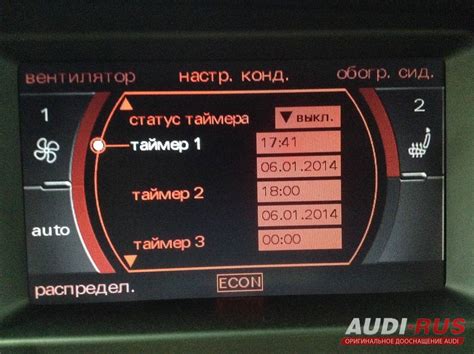 вентилятор настр. конд. обогр. сид.
1
2
статус таймера ▼ выкл.
таймер 1 17:41
06.01.2014
таймер 2 18:00
06.01.2014
таймер 3 00:00
auto
распредел.
ECON
AUDI-RUS
ОРИГИНАЛЬНОЕ ДООСНАЩЕНИЕ AUDI